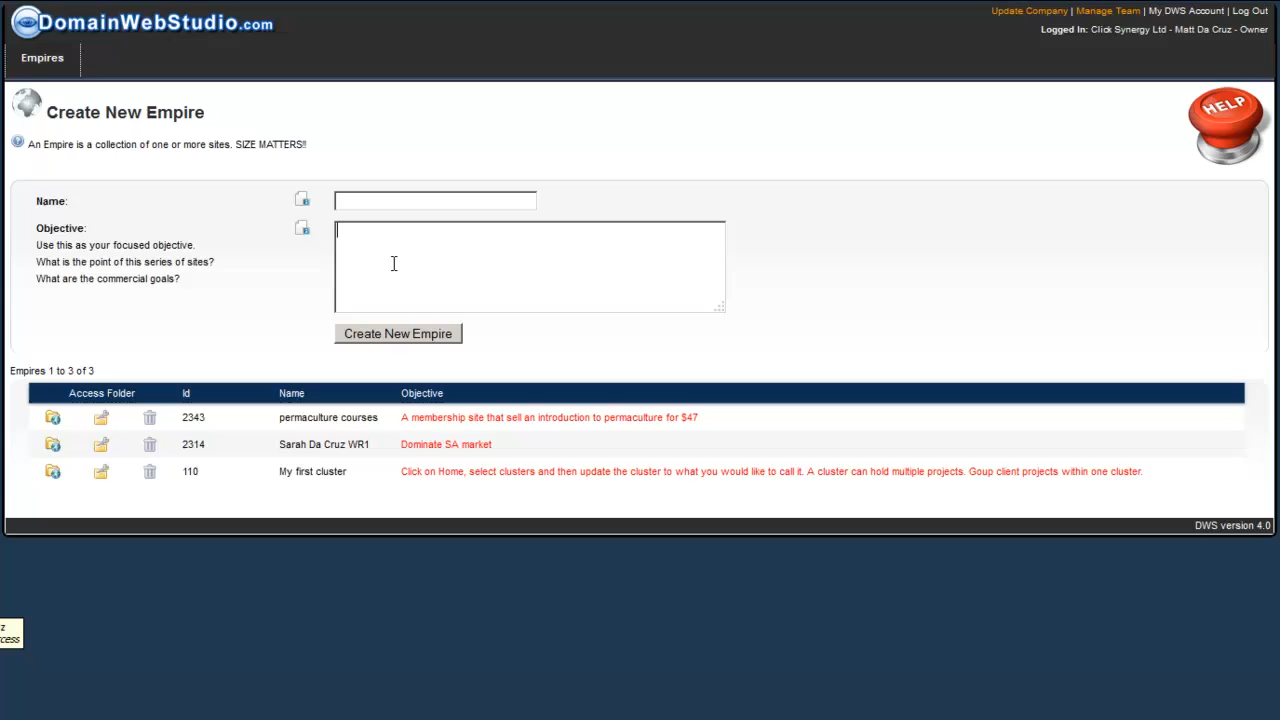 DomainWebStudio.com
Update Company | Manage Team | My DWS Account | Log Out
Logged In: Click Synergy Ltd - Matt Da Cruz - Owner
Empires
Create New Empire
HELP
An Empire is a collection of one or more sites. SIZE MATTERS!!
Name:
Objective:
Use this as your focused objective.
What is the point of this series of sites?
What are the commercial goals?
Create New Empire
Empires 1 to 3 of 3
Access Folder Id Name Objective
2343 permaculture courses A membership site that sell an introduction to permaculture for $47
2314 Sarah Da Cruz WR1 Dominate SA market
110 My first cluster Click on Home, select clusters and then update the cluster to what you would like to call it. A cluster can hold multiple projects. Goup client projects within one cluster.
DWS version 4.0
z
cess